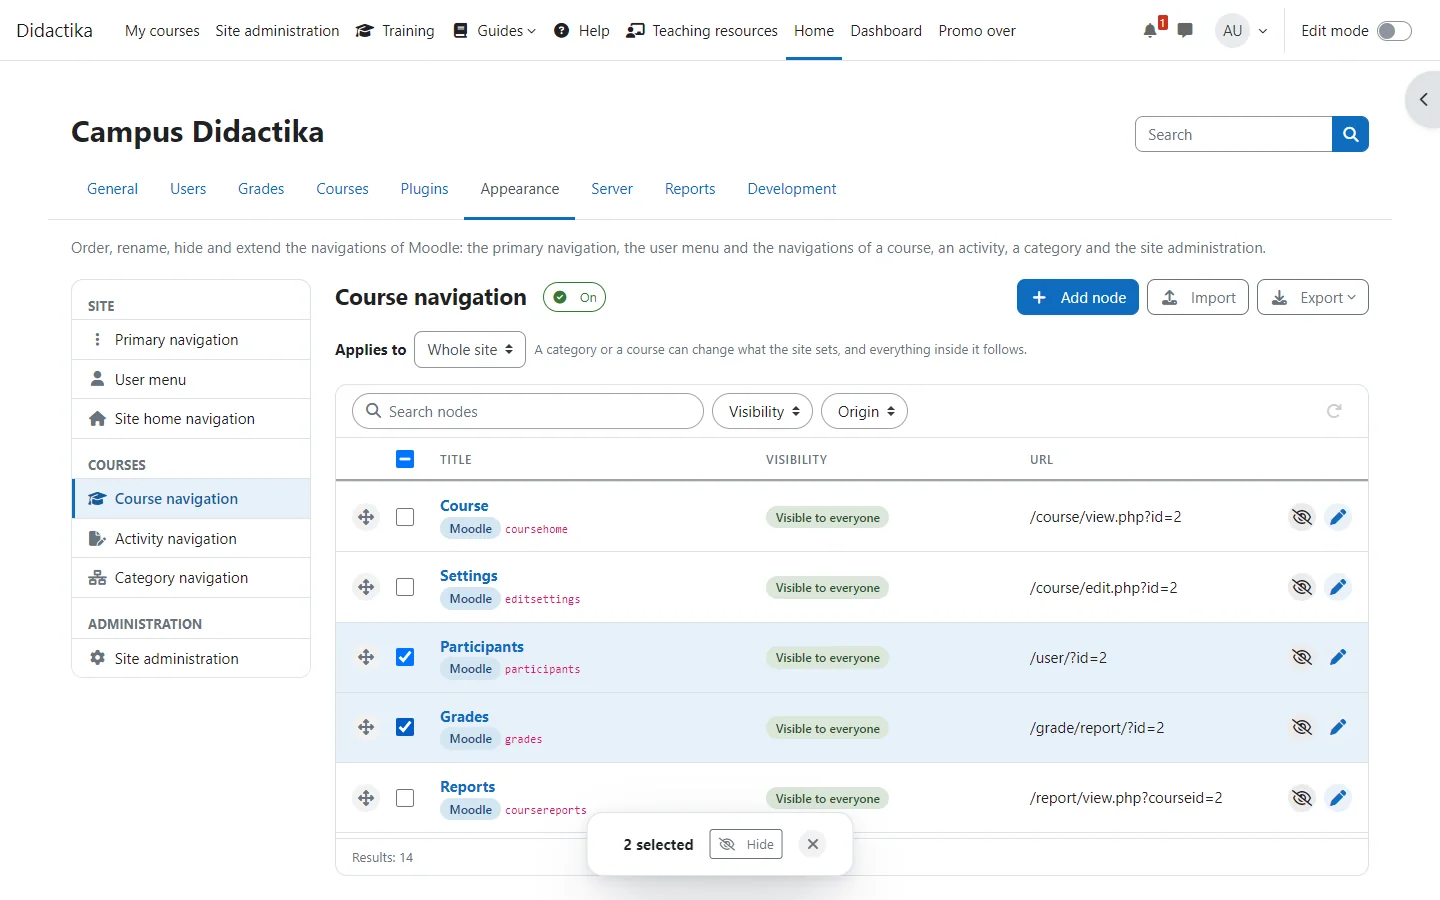 Didactika
My courses
Site administration
Training
Guides
Help
Teaching resources
Home
Dashboard
Promo over
1
AU
Edit mode
Campus Didactika
Search
General
Users
Grades
Courses
Plugins
Appearance
Server
Reports
Development
Order, rename, hide and extend the navigations of Moodle: the primary navigation, the user menu and the navigations of a course, an activity, a category and the site administration.
SITE
Primary navigation
User menu
Site home navigation
COURSES
Course navigation
Activity navigation
Category navigation
ADMINISTRATION
Site administration
Course navigation
On
Add node
Import
Export
Applies to
Whole site
A category or a course can change what the site sets, and everything inside it follows.
Search nodes
Visibility
Origin
TITLE
VISIBILITY
URL
Course
Moodle coursehome
Visible to everyone
/course/view.php?id=2
Settings
Moodle editsettings
Visible to everyone
/course/edit.php?id=2
Participants
Moodle participants
Visible to everyone
/user/?id=2
Grades
Moodle grades
Visible to everyone
/grade/report/?id=2
Reports
Moodle coursereports
Visible to everyone
/report/view.php?courseid=2
Results: 14
2 selected
Hide